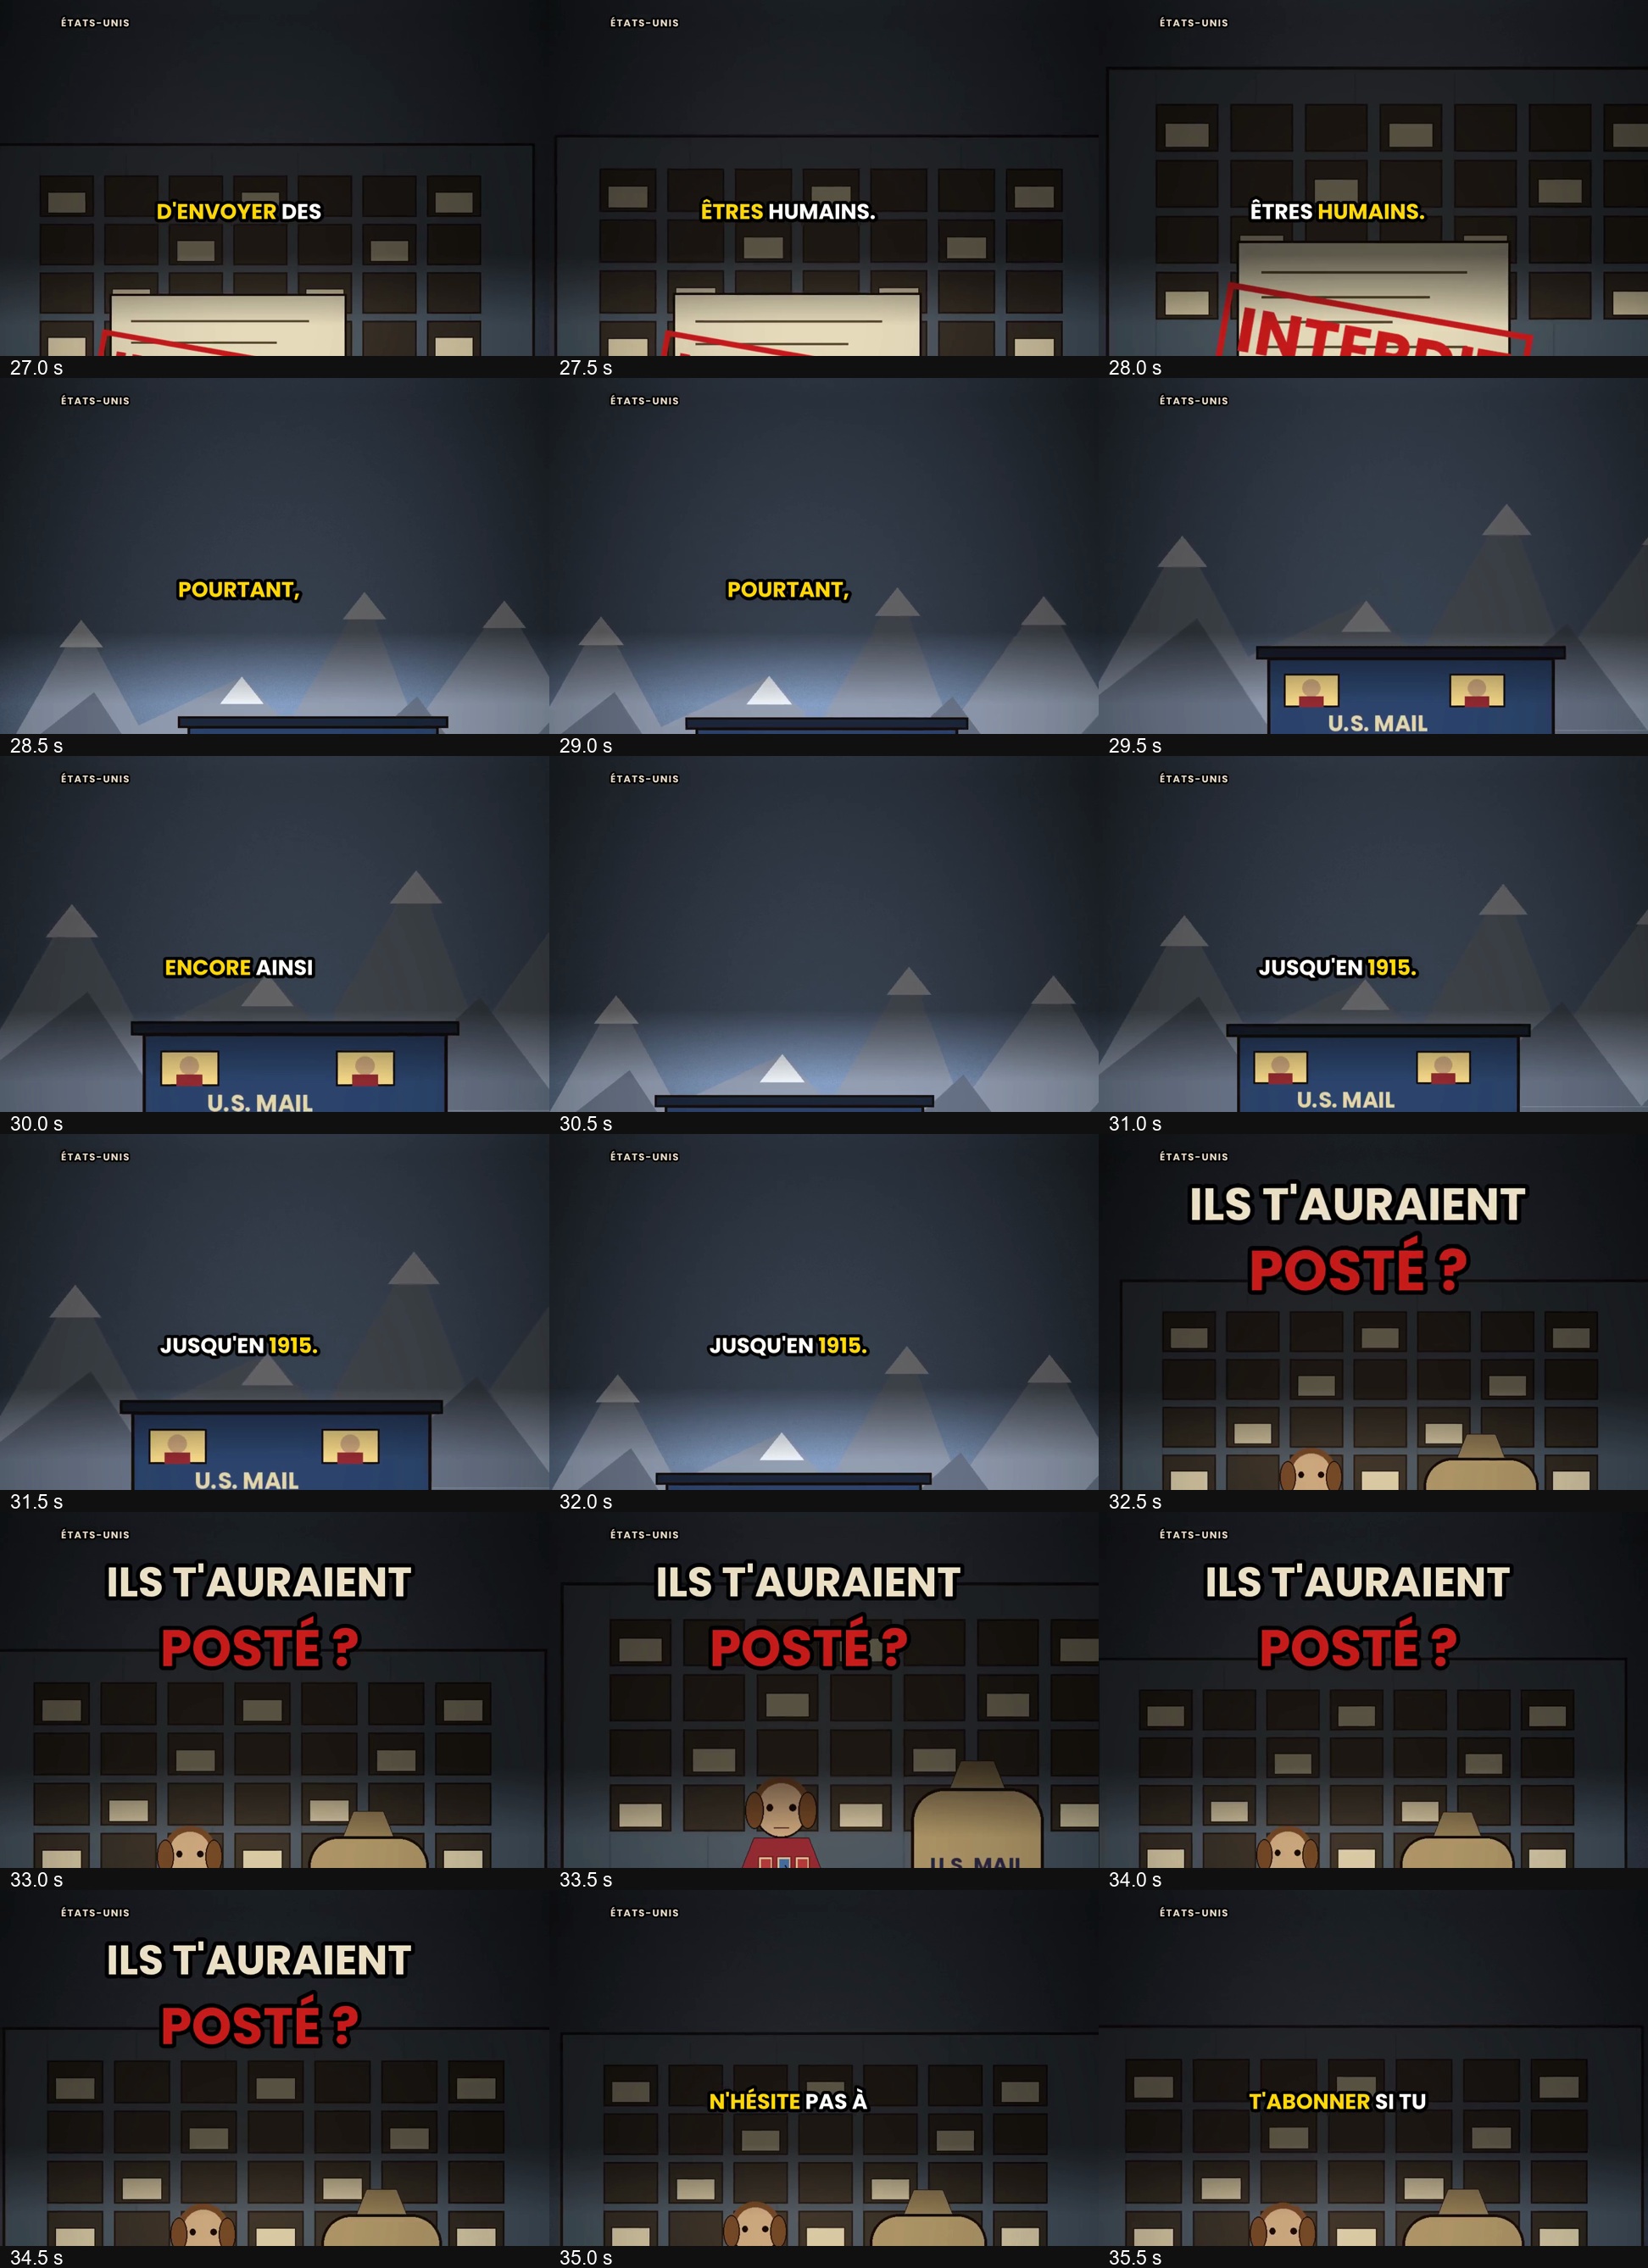 ÉTATS-UNIS
D'ENVOYER DES
27.0 s
ÉTATS-UNIS
ÊTRES HUMAINS.
27.5 s
ÉTATS-UNIS
ÊTRES HUMAINS.
INTERDIT
28.0 s
ÉTATS-UNIS
POURTANT,
28.5 s
ÉTATS-UNIS
POURTANT,
29.0 s
ÉTATS-UNIS
U.S. MAIL
29.5 s
ÉTATS-UNIS
ENCORE AINSI
U.S. MAIL
30.0 s
ÉTATS-UNIS
30.5 s
ÉTATS-UNIS
JUSQU'EN 1915.
U.S. MAIL
31.0 s
ÉTATS-UNIS
JUSQU'EN 1915.
U.S. MAIL
31.5 s
ÉTATS-UNIS
JUSQU'EN 1915.
32.0 s
ÉTATS-UNIS
ILS T'AURAIENT
POSTÉ ?
32.5 s
ÉTATS-UNIS
ILS T'AURAIENT
POSTÉ ?
33.0 s
ILS T'AURAIENT
POSTÉ ?
U.S. MAIL
33.5 s
ÉTATS-UNIS
ILS T'AURAIENT
POSTÉ ?
34.0 s
ÉTATS-UNIS
ILS T'AURAIENT
POSTÉ ?
34.5 s
ÉTATS-UNIS
N'HÉSITE PAS À
35.0 s
ÉTATS-UNIS
T'ABONNER SI TU
35.5 s